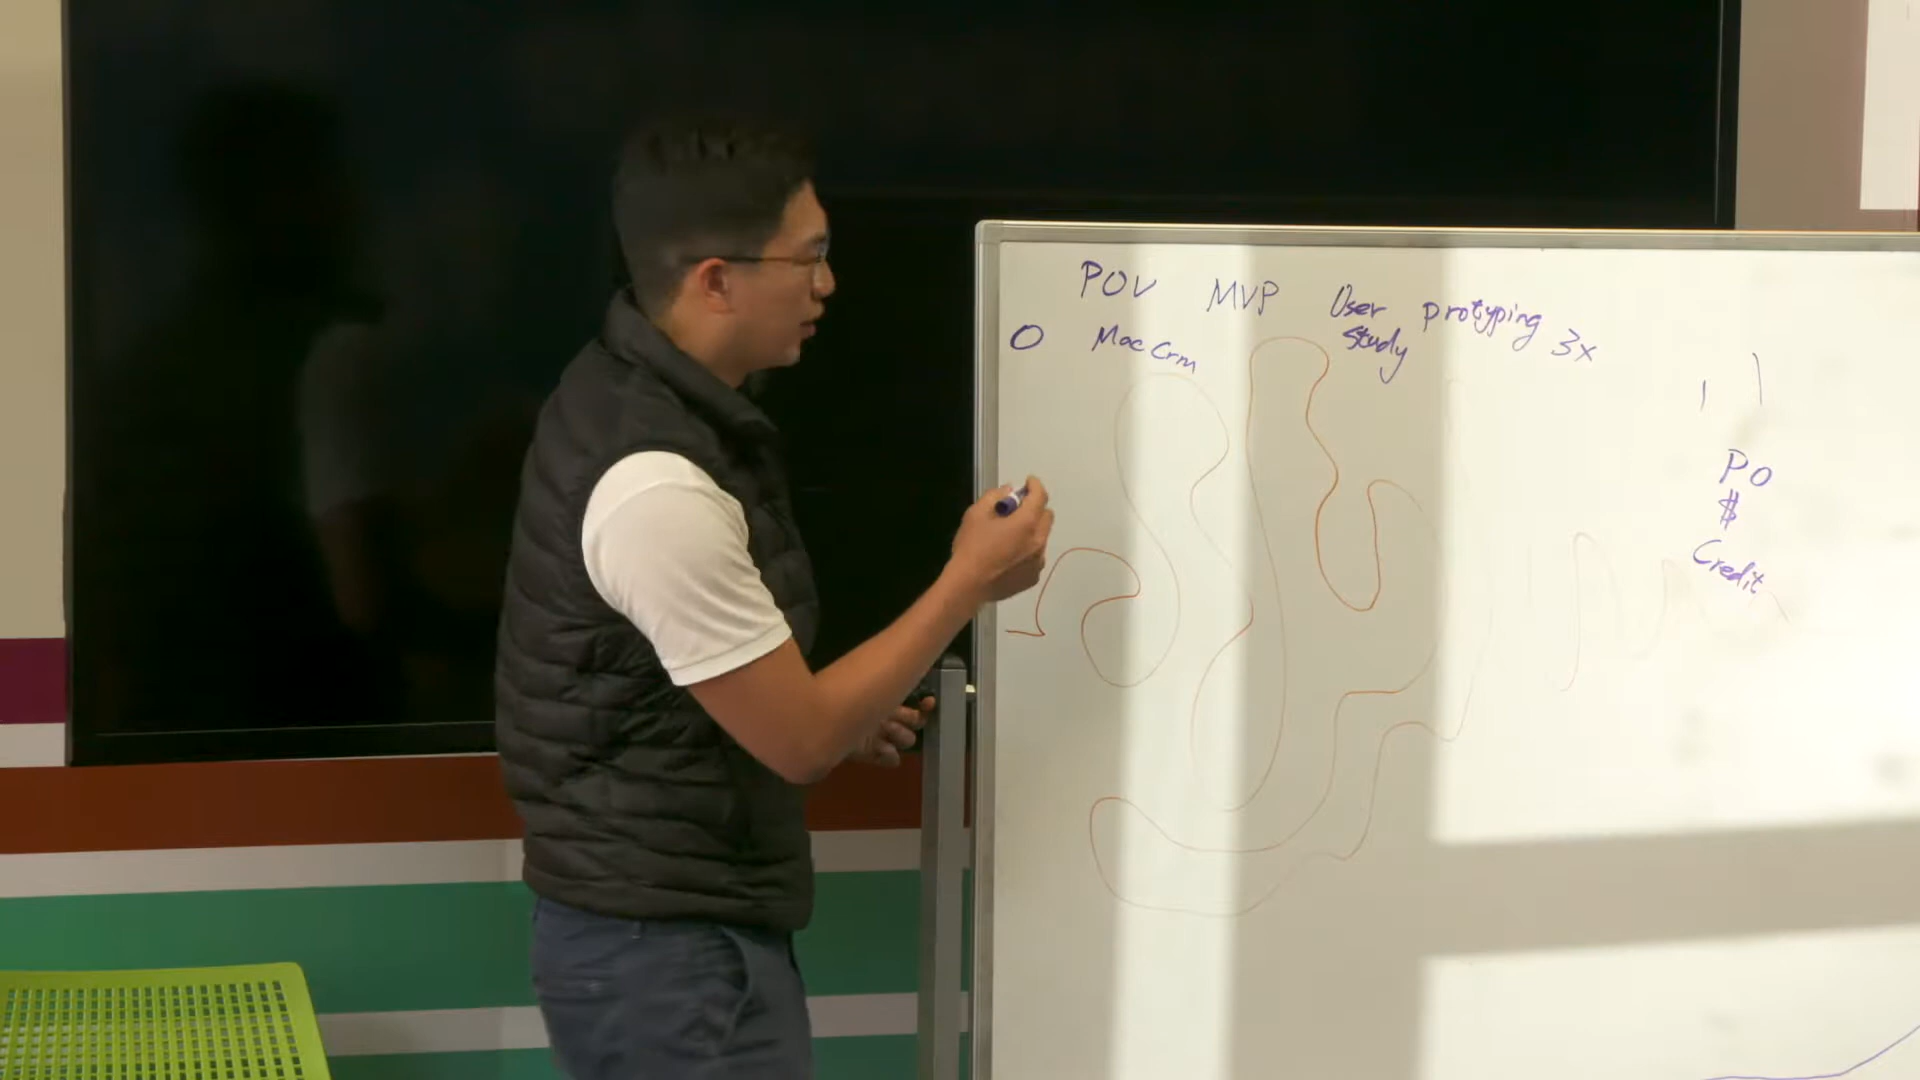 POV MVP User Study Protyping 3x
O Mac Crm
PO
$
Credit